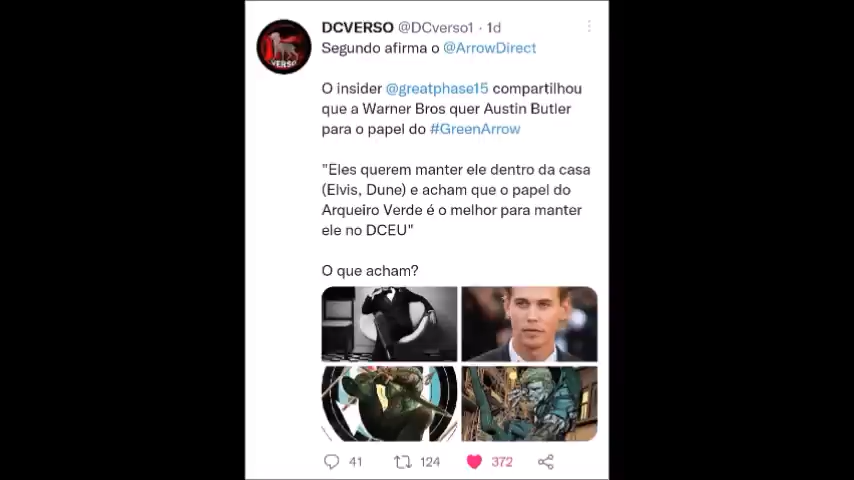 DCVERSO @DCverso1 · 1d
Segundo afirma o @ArrowDirect
O insider @greatphase15 compartilhou
que a Warner Bros quer Austin Butler
para o papel do #GreenArrow
"Eles querem manter ele dentro da casa
(Elvis, Dune) e acham que o papel do
Arqueiro Verde é o melhor para manter
ele no DCEU"
O que acham?
41 124 372
VERSO